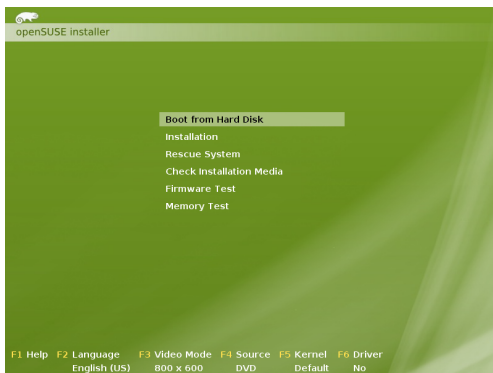 openSUSE installer
Boot from Hard Disk
Installation
Rescue System
Check Installation Media
Firmware Test
Memory Test
F1 Help F2 Language F3 Video Mode F4 Source F5 Kernel F6 Driver
English (US) 800 x 600 DVD Default No